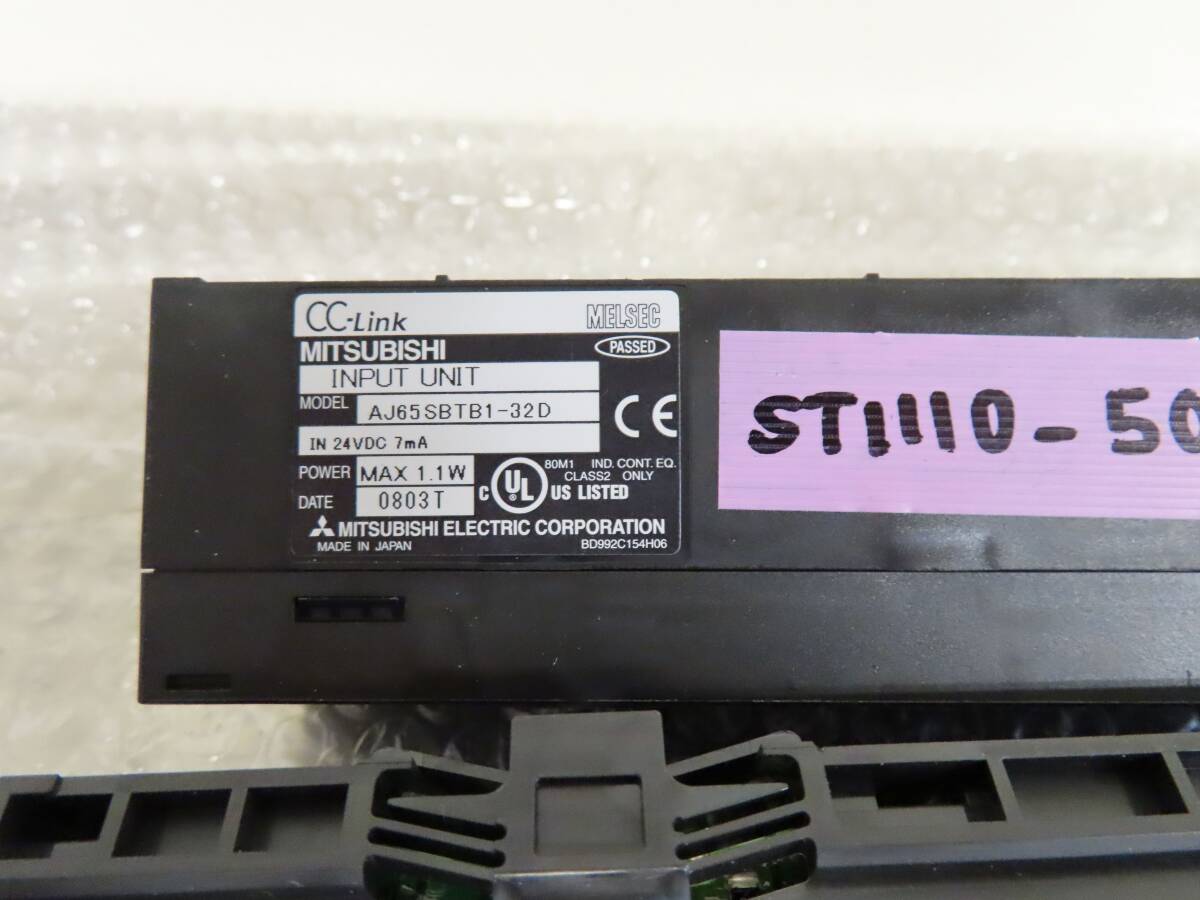 CC-Link MELSEC
MITSUBISHI PASSED
INPUT UNIT
MODEL AJ65SBTB1-32D
IN 24VDC 7mA CE
POWER MAX 1.1W
DATE 0803T
C UL US LISTED
80M1 IND. CONT. EQ.
CLASS2 ONLY
MITSUBISHI ELECTRIC CORPORATION
MADE IN JAPAN BD992C154H06
ST1110-50